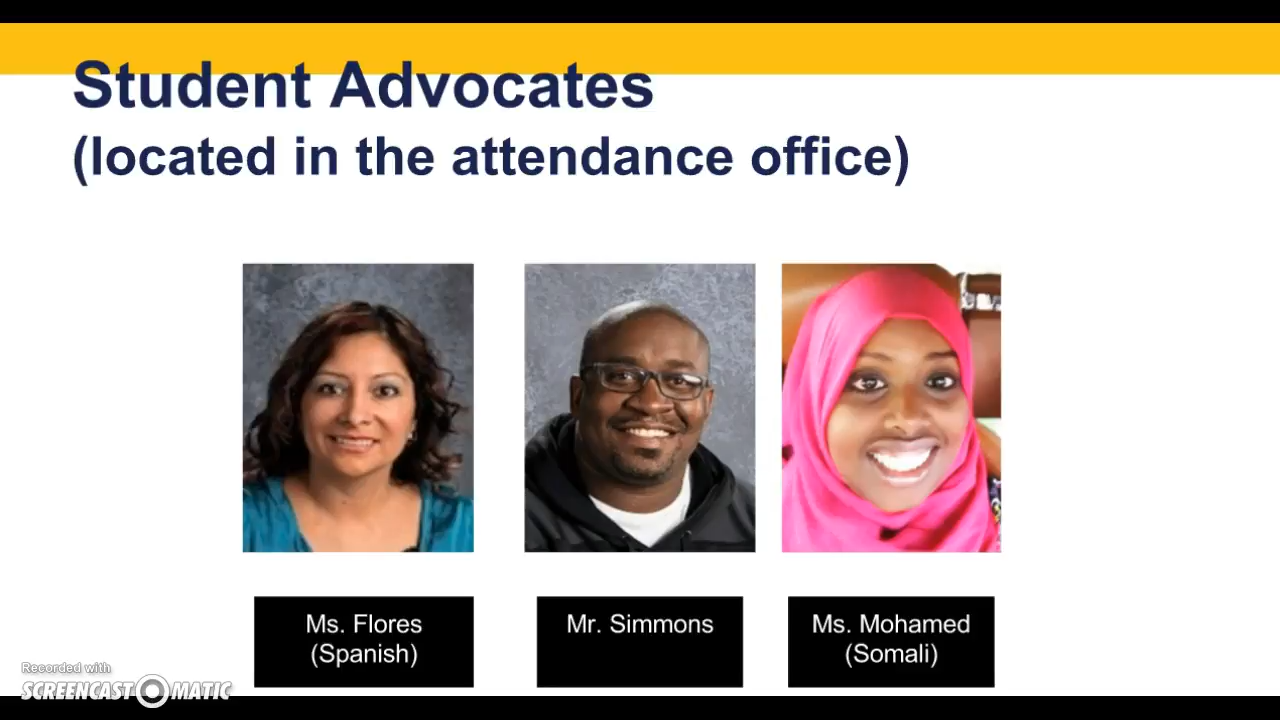 Student Advocates
(located in the attendance office)
Ms. Flores
(Spanish)
Mr. Simmons
Ms. Mohamed
(Somali)
Recorded with
SCREENCAST MATIC